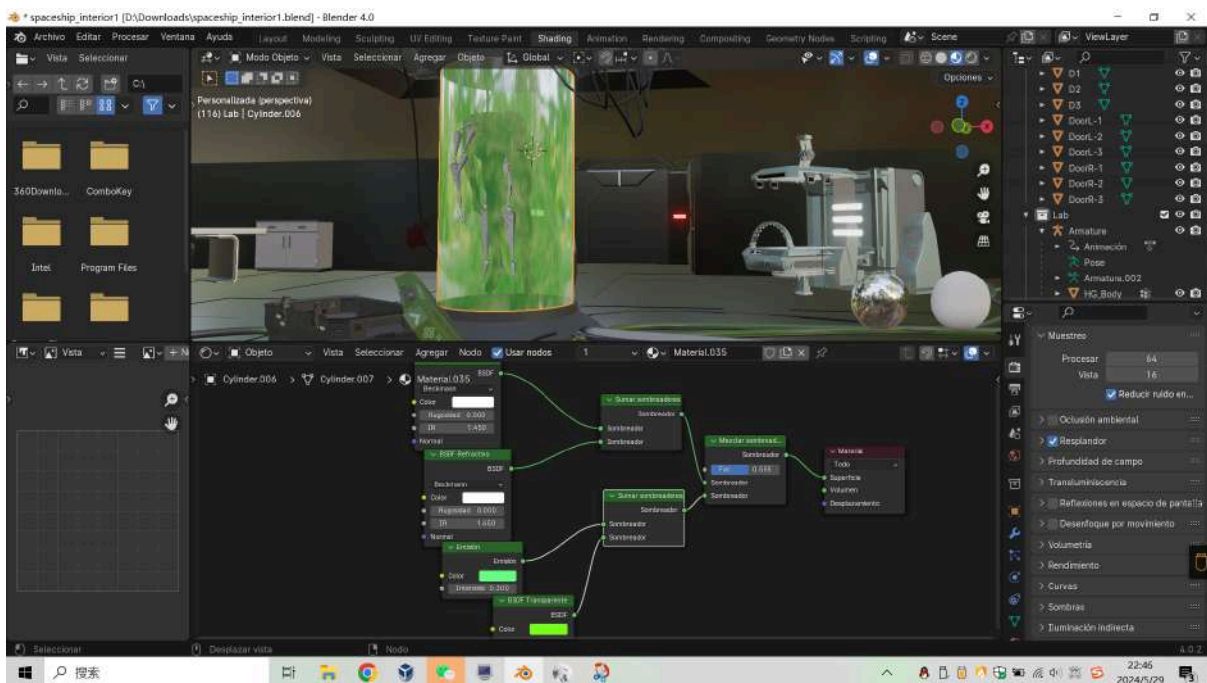 * spaceship_interior1 [D:\Downloads\spaceship_interior1.blend] - Blender 4.0
Archivo Editar Procesar Ventana Ayuda Layout Modeling Sculpting UV Editing Texture Paint Shading Animation Rendering Compositing Geometry Nodes Scripting Scene ViewLayer
Vista Seleccionar
Modo Objeto Vista Seleccionar Agregar Objeto Global
C:\
Opciones
Personalizada (perspectiva)
(116) Lab | Cylinder.006
360Downlo... ComboKey
Intel Program Files
X
D1
D2
D3
DoorL-1
DoorL-2
DoorL-3
DoorR-1
DoorR-2
DoorR-3
Lab
Armature
Animación
Pose
Armature.002
HG_Body
Vista + N
Objeto Vista Seleccionar Agregar Nodo Usar nodos 1 Material.035
Cylinder.006 > Cylinder.007 > Material.035
BSDF
Beckmann
Color
Rugosidad 0.000
IR 1.450
Normal
BSDF Refractivo
BSDF
Beckmann
Color
Rugosidad 0.000
IR 1.450
Normal
Emisión
Emisión
Color
Intensidad 0.300
BSDF Transparente
BSDF
Color
Sumar sombreadores
Sombreador
Sombreador
Sombreador
Sumar sombreadores
Sombreador
Sombreador
Sombreador
Mezclar sombread...
Sombreador
Fac
Sombreador
Sombreador
Material
Todo
Superficie
Volumen
Desplazamiento
Muestreo
Procesar 64
Vista 16
Reducir ruido en...
Oclusión ambiental
Resplandor
Profundidad de campo
Transluminiscencia
Reflexiones en espacio de pantalla
Desenfoque por movimiento
Volumetría
Rendimiento
Curvas
Sombras
Iluminación indirecta
Seleccionar Desplazar vista Nodo 4.0.2
搜索
22:46
2024/5/29